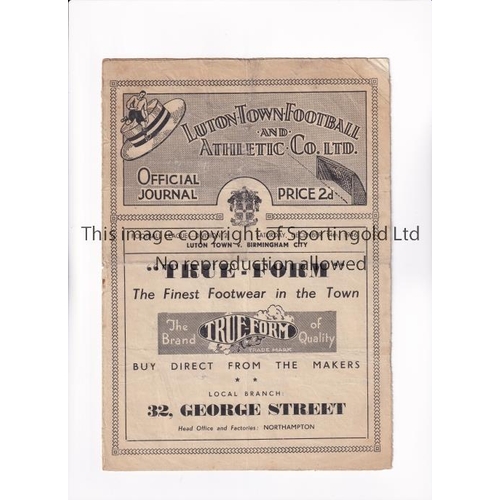 LUTON·TOWN·FOOTBALL
·AND·
ATHLETIC·CO. LTD.
OFFICIAL
JOURNAL
PRICE 2d
This image copyright of Sportingold Ltd
LUTON TOWN v. BIRMINGHAM CITY
No reproduction allowed
"TRUE-FORM"
The Finest Footwear in the Town
The
Brand
TRUE-FORM
TRADE MARK
of
Quality
BUY DIRECT FROM THE MAKERS
LOCAL BRANCH:
32, GEORGE STREET
Head Office and Factories: NORTHAMPTON